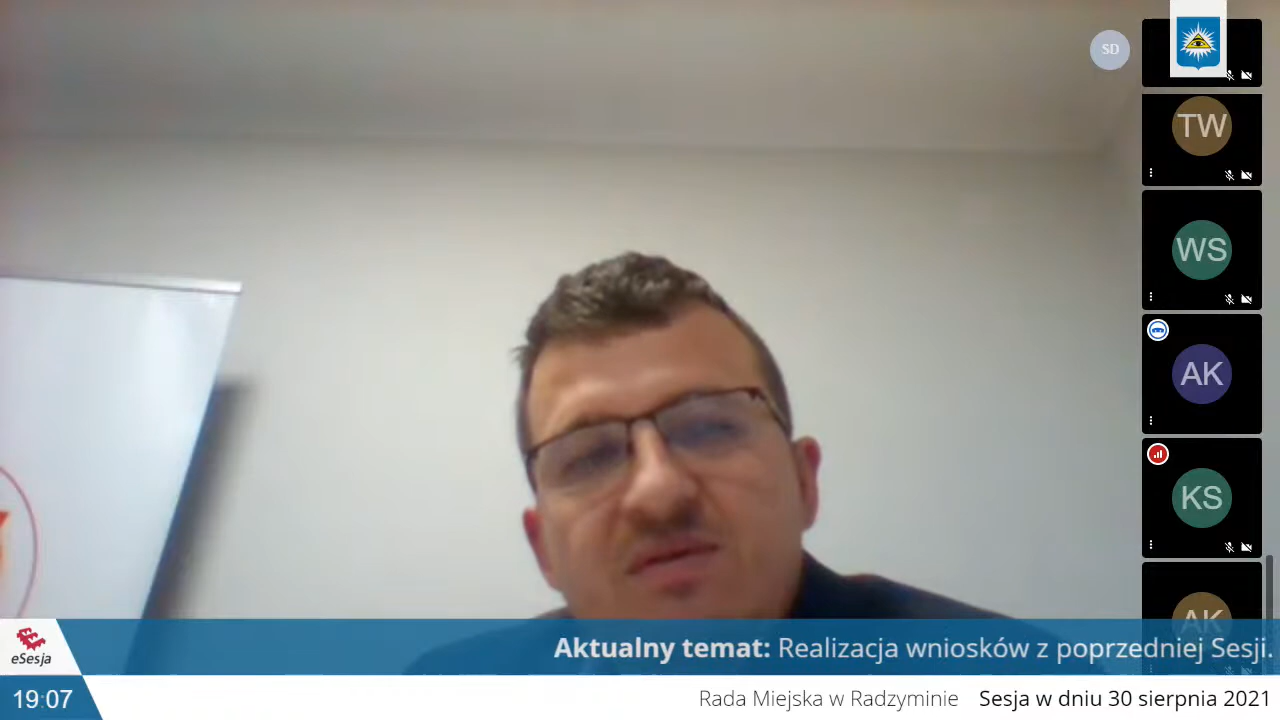 SD
TW
WS
AK
KS
AK
eSesja
Aktualny temat: Realizacja wniosków z poprzedniej Sesji.
19:07
Rada Miejska w Radzyminie
Sesja w dniu 30 sierpnia 2021